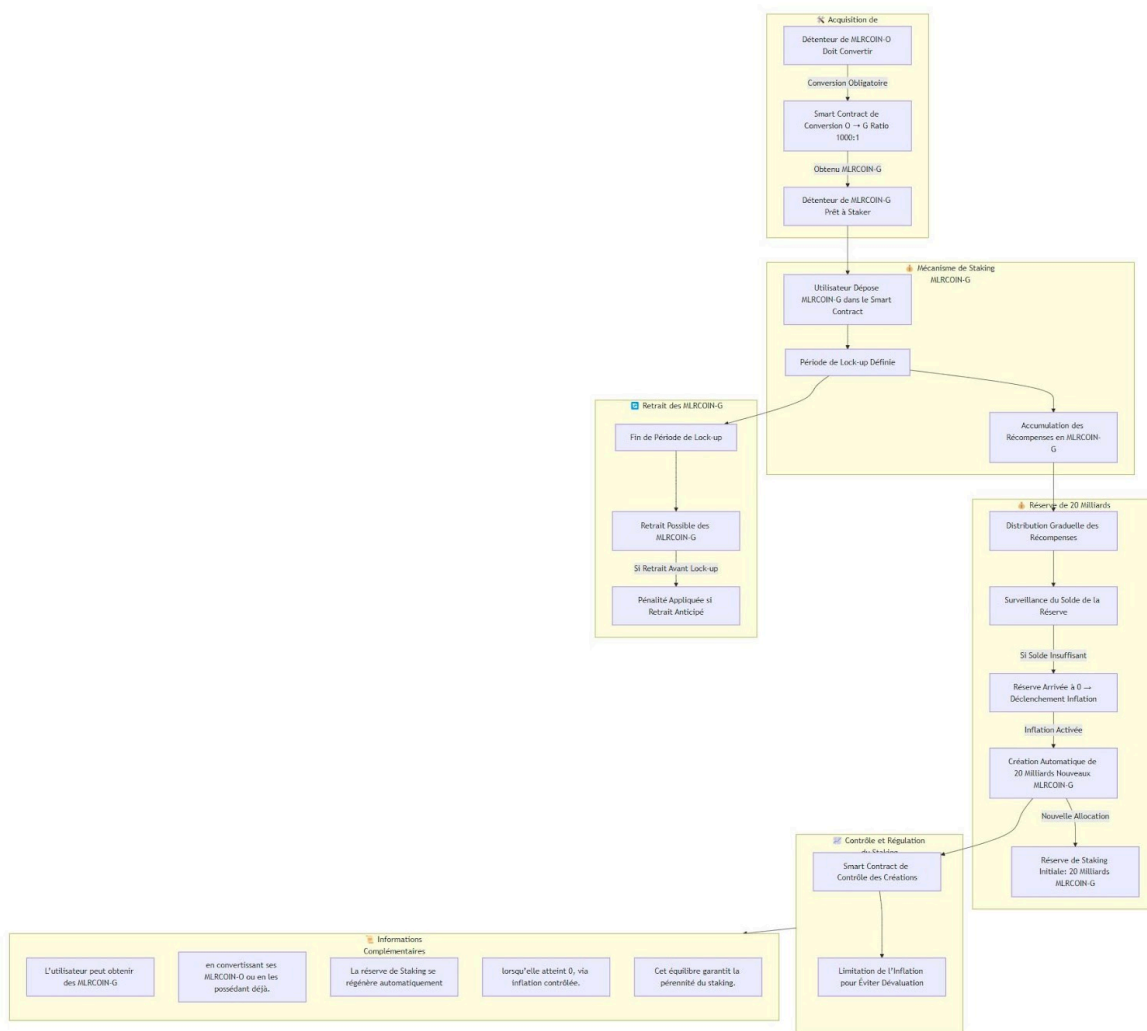 🛠 Acquisition de
Détenteur de MLRCOIN-O
Doit Convertir
Conversion Obligatoire
Smart Contract de
Conversion O → G Ratio
1000:1
Obtenu MLRCOIN-G
Détenteur de MLRCOIN-G
Prêt à Staker
💰 Mécanisme de Staking
MLRCOIN-G
Utilisateur Dépose
MLRCOIN-G dans le Smart
Contract
Période de Lock-up Définie
Accumulation des
Récompenses en MLRCOIN-
G
🔄 Retrait des MLRCOIN-G
Fin de Période de Lock-up
Retrait Possible des
MLRCOIN-G
Si Retrait Avant Lock-up
Pénalité Appliquée si
Retrait Anticipé
💰 Réserve de 20 Milliards
Distribution Graduelle des
Récompenses
Surveillance du Solde de la
Réserve
Si Solde Insuffisant
Réserve Arrivée à 0 →
Déclenchement Inflation
Inflation Activée
Création Automatique de
20 Milliards Nouveaux
MLRCOIN-G
Nouvelle Allocation
Réserve de Staking
Initiale: 20 Milliards
MLRCOIN-G
📈 Contrôle et Régulation
du Staking
Smart Contract de
Contrôle des Créations
Limitation de l'Inflation
pour Éviter Dévaluation
📜 Informations
Complémentaires
L'utilisateur peut obtenir
des MLRCOIN-G
en convertissant ses
MLRCOIN-O ou en les
possédant déjà.
La réserve de Staking se
régénère automatiquement
lorsqu'elle atteint 0, via
inflation contrôlée.
Cet équilibre garantit la
pérennité du staking.